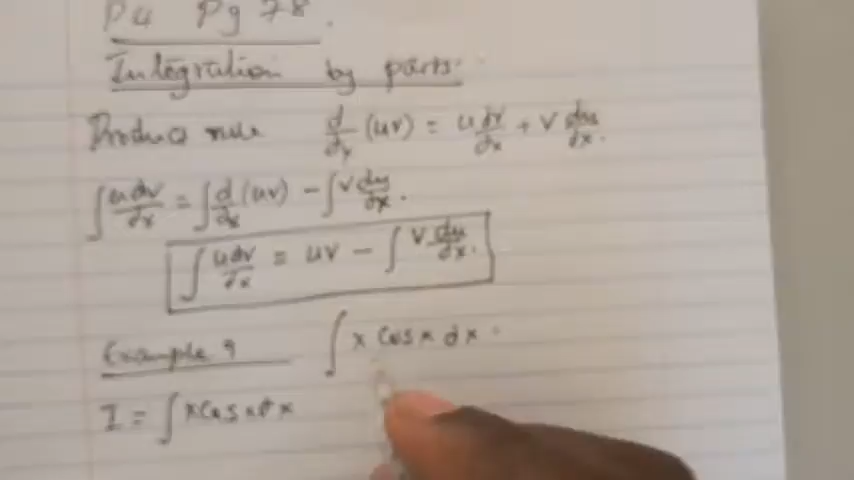 P4 Pg 78.
Integration by parts.
Product rule d/dx (uv) = u dv/dx + v du/dx.
∫ u dv/dx = ∫ d/dx (uv) - ∫ v du/dx.
∫ u dv/dx = uv - ∫ v du/dx.
Example 9 ∫ x Cos x dx.
I = ∫ x Cos x dx